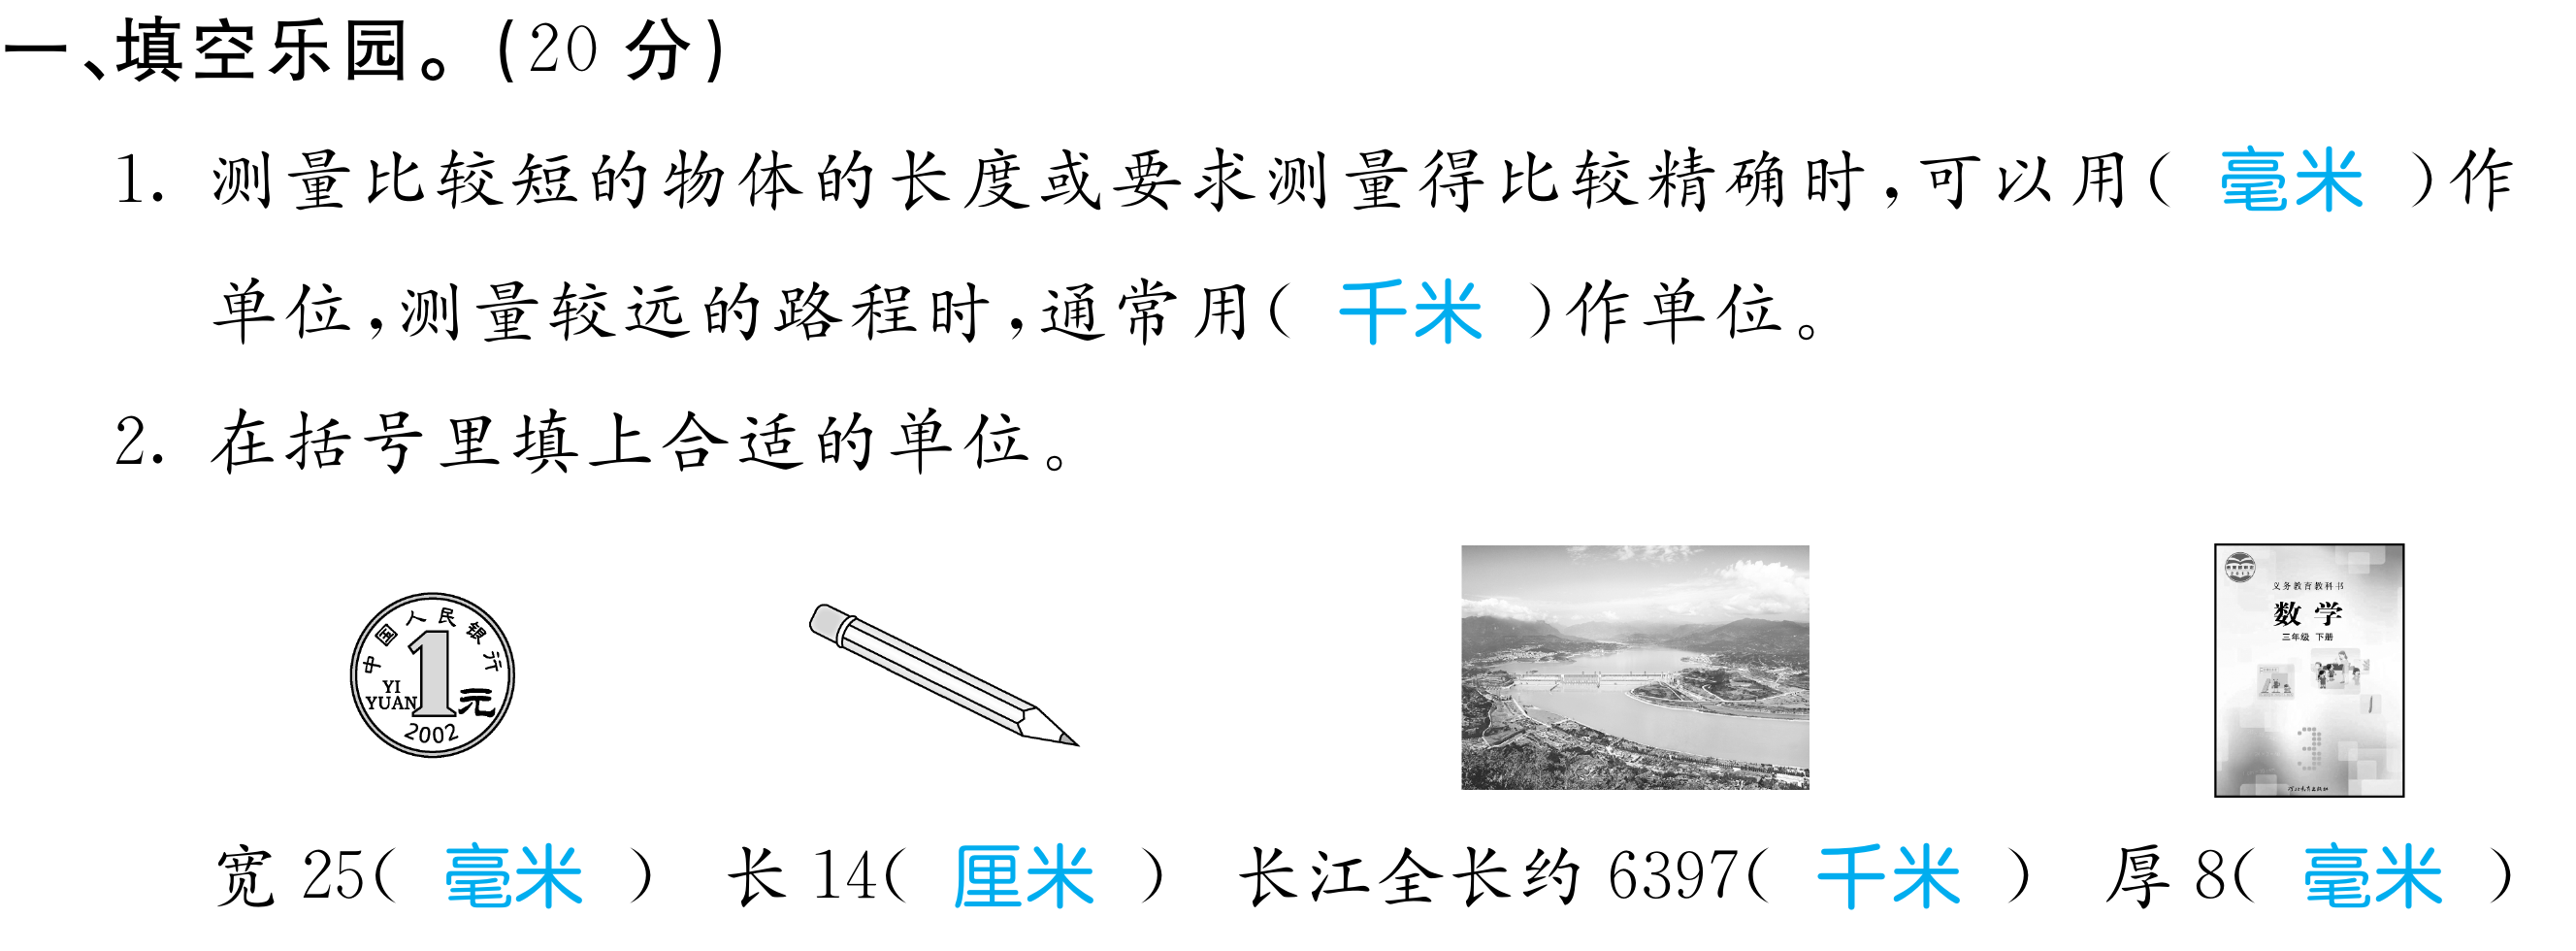 一、填空乐园。(20 分)
1. 测量比较短的物体的长度或要求测量得比较精确时,可以用( 毫米 )作
单位,测量较远的路程时,通常用( 千米 )作单位。
2. 在括号里填上合适的单位。
中国人民银行
1元
YI
YUAN
2002
义务教育教科书
数学
三年级 下册
3
宽 25( 毫米 ) 长 14( 厘米 ) 长江全长约 6397( 千米 ) 厚 8( 毫米 )